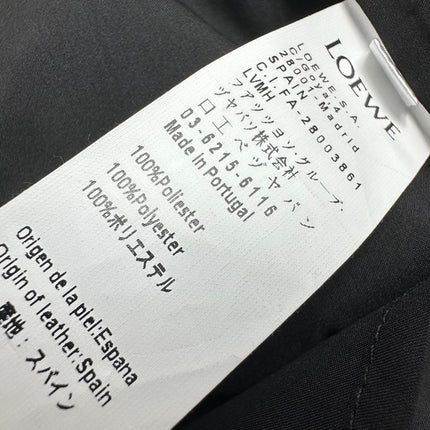 LOEWE
LOEWE S.A.
C/Goya4
28001-Madrid
SPAIN
C.I.F.A-28003861
LVMH
ファッション・グループ・
ジャパン株式会社
ロエベジャパン
03-6215-6116
Made in Portugal
100%Poliester
100%Polyester
100%ポリエステル
Origen de la piel:Espana
Origin of leather:Spain
産地:スペイン